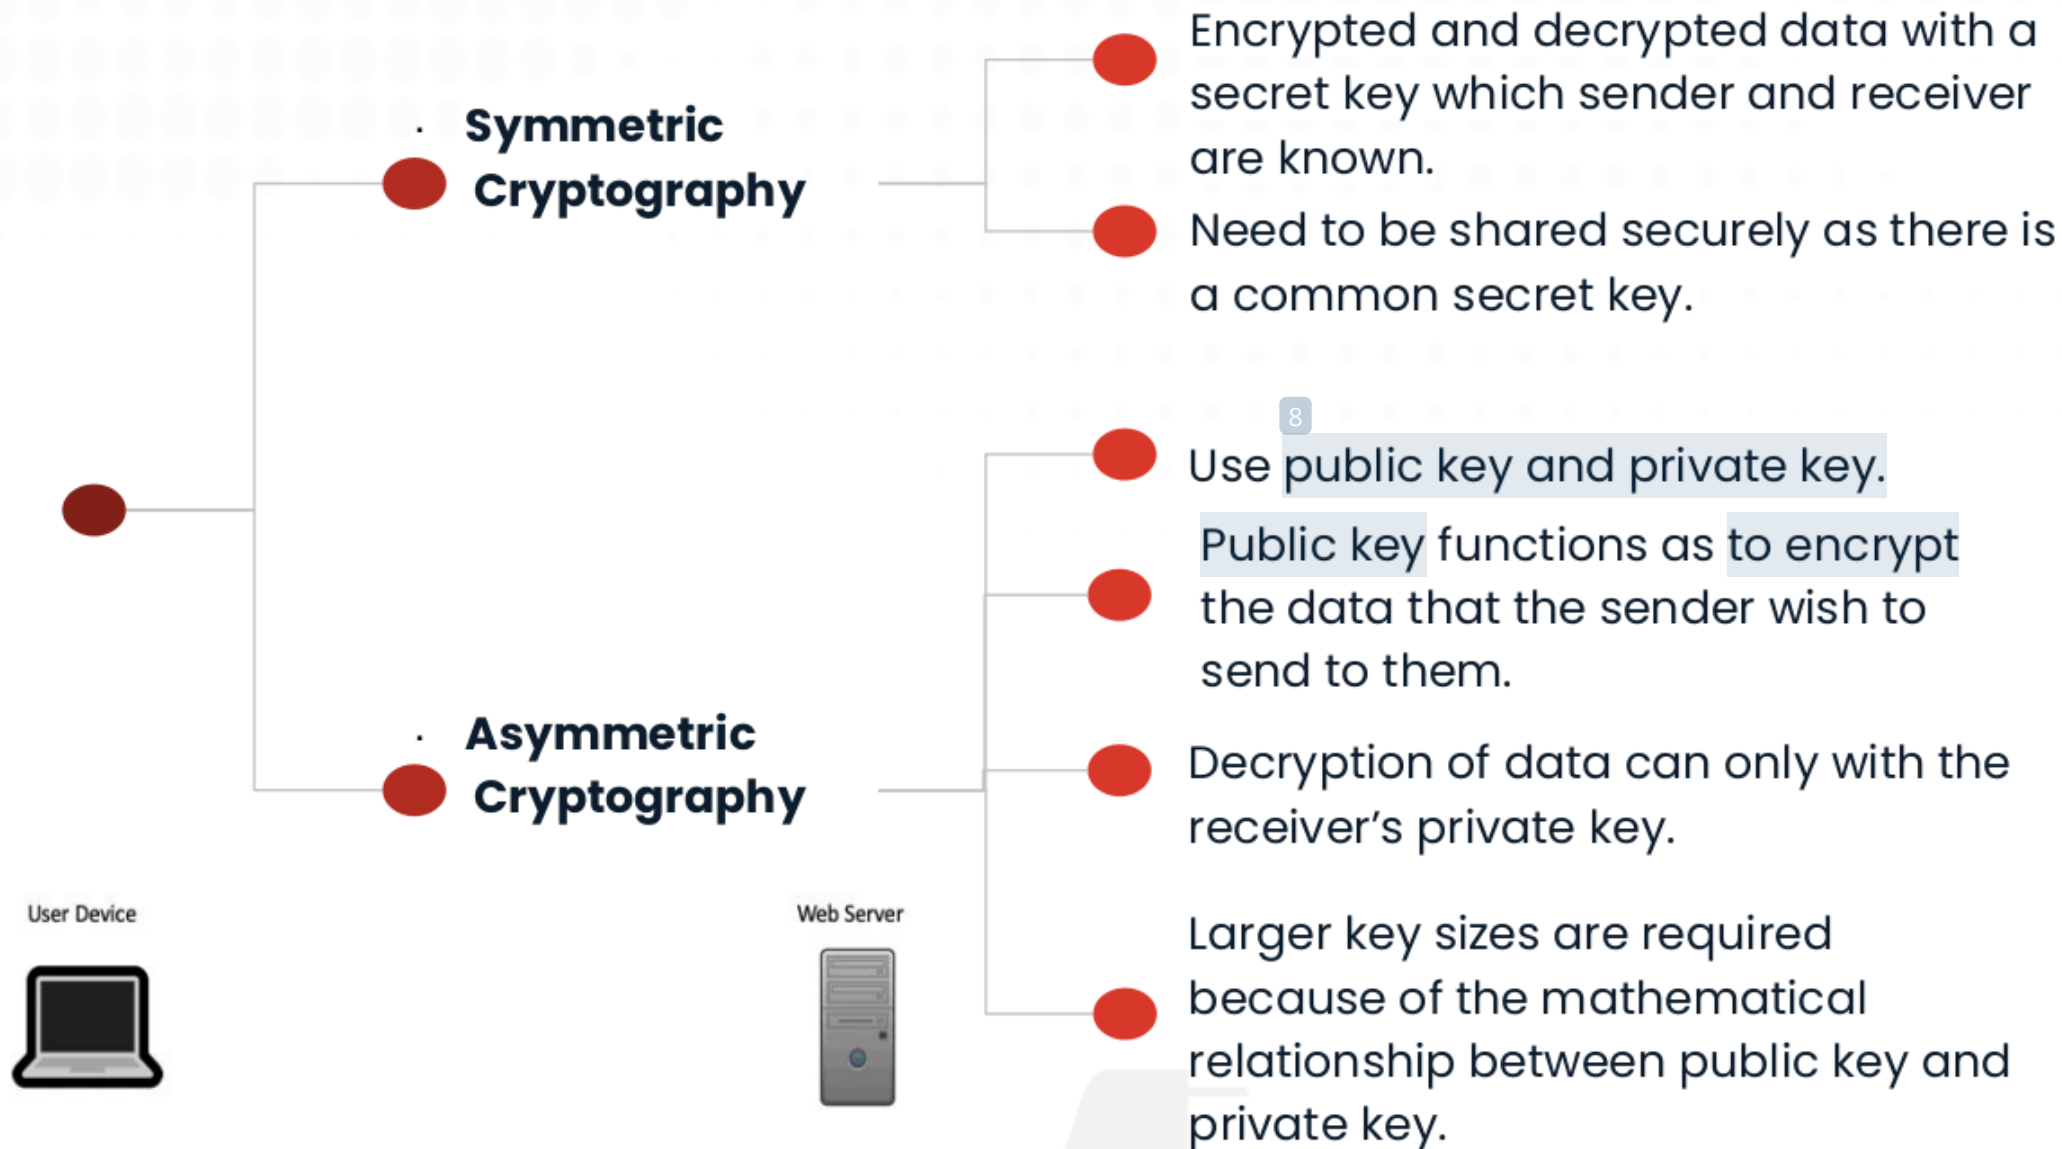 Encrypted and decrypted data with a
secret key which sender and receiver
are known.
Need to be shared securely as there is
a common secret key.
· Symmetric
Cryptography
8
Use public key and private key.
Public key functions as to encrypt
the data that the sender wish to
send to them.
Decryption of data can only with the
receiver’s private key.
Larger key sizes are required
because of the mathematical
relationship between public key and
private key.
· Asymmetric
Cryptography
User Device
Web Server